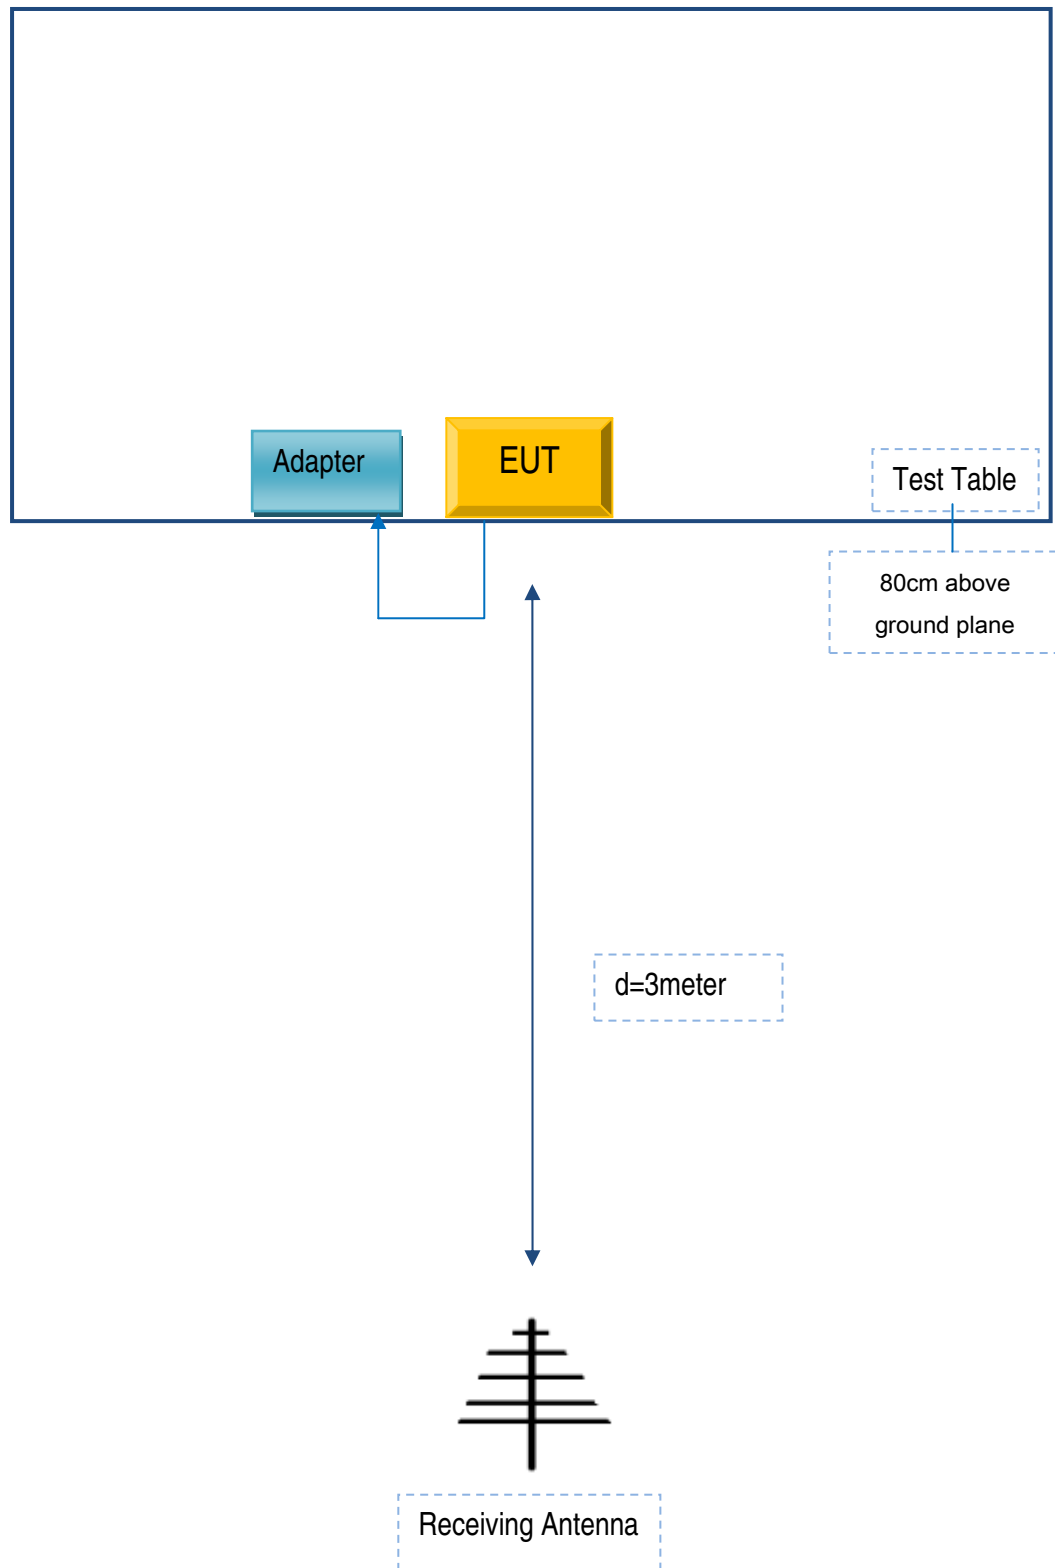 Adapter
EUT
Test Table
80cm above
ground plane
d=3meter
Receiving Antenna